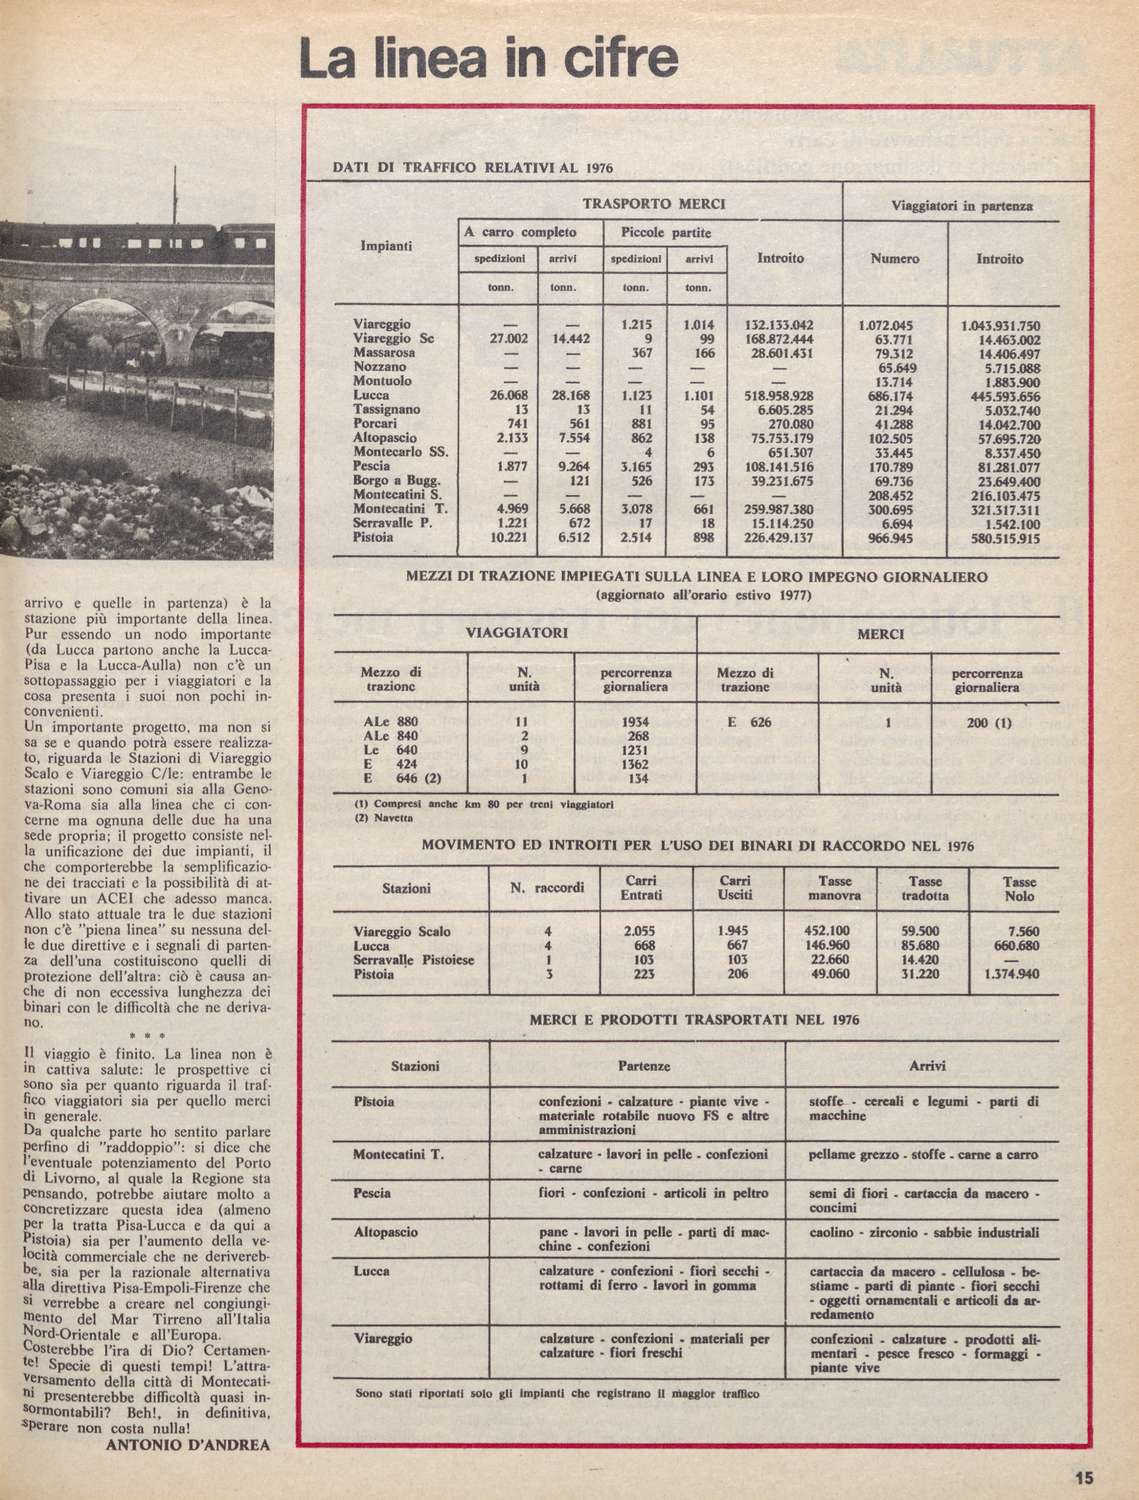 La linea in cifre
arrivo e quelle in partenza) è la
stazione più importante della linea.
Pur essendo un nodo importante
(da Lucca partono anche la Lucca-
Pisa e la Lucca-Aulla) non c'è un
sottopassaggio per i viaggiatori e la
cosa presenta i suoi non pochi in-
convenienti.
Un importante progetto, ma non si
sa se e quando potrà essere realizza-
to, riguarda le Stazioni di Viareggio
Scalo e Viareggio C/le: entrambe le
stazioni sono comuni sia alla Geno-
va-Roma sia alla linea che ci con-
cerne ma ognuna delle due ha una
sede propria; il progetto consiste nel-
la unificazione dei due impianti, il
che comporterebbe la semplificazio-
ne dei tracciati e la possibilità di at-
tivare un ACEI che adesso manca.
Allo stato attuale tra le due stazioni
non c'è "piena linea" su nessuna del-
le due direttive e i segnali di parten-
za dell'una costituiscono quelli di
protezione dell'altra: ciò è causa an-
che di non eccessiva lunghezza dei
binari con le difficoltà che ne deriva-
no.
* * *
Il viaggio è finito. La linea non è
in cattiva salute: le prospettive ci
sono sia per quanto riguarda il traf-
fico viaggiatori sia per quello merci
in generale.
Da qualche parte ho sentito parlare
perfino di "raddoppio": si dice che
l'eventuale potenziamento del Porto
di Livorno, al quale la Regione sta
pensando, potrebbe aiutare molto a
concretizzare questa idea (almeno
per la tratta Pisa-Lucca e da qui a
Pistoia) sia per l'aumento della ve-
locità commerciale che ne derivereb-
be, sia per la razionale alternativa
alla direttiva Pisa-Empoli-Firenze che
si verrebbe a creare nel congiungi-
mento del Mar Tirreno all'Italia
Nord-Orientale e all'Europa.
Costerebbe l'ira di Dio? Certamen-
te! Specie di questi tempi! L'attra-
versamento della città di Montecati-
ni presenterebbe difficoltà quasi in-
sormontabili? Beh!, in definitiva,
sperare non costa nulla!
ANTONIO D'ANDREA
DATI DI TRAFFICO RELATIVI AL 1976
TRASPORTO MERCI Viaggiatori in partenza
Impianti A carro completo Piccole partite Introito Numero Introito
spedizioni arrivi spedizioni arrivi
tonn. tonn. tonn. tonn.
Viareggio — — 1.215 1.014 132.133.042 1.072.045 1.043.931.750
Viareggio Sc 27.002 14.442 9 99 168.872.444 63.771 14.463.002
Massarosa — — 367 166 28.601.431 79.312 14.406.497
Nozzano — — — — — 65.649 5.715.088
Montuolo — — — — — 13.714 1.883.900
Lucca 26.068 28.168 1.123 1.101 518.958.928 686.174 445.593.656
Tassignano 13 13 11 54 6.605.285 21.294 5.032.740
Porcari 741 561 881 95 270.080 41.288 14.042.700
Altopascio 2.133 7.554 862 138 75.753.179 102.505 57.695.720
Montecarlo SS. — — 4 6 651.307 33.445 8.337.450
Pescia 1.877 9.264 3.165 293 108.141.516 170.789 81.281.077
Borgo a Bugg. — 121 526 173 39.231.675 69.736 23.649.400
Montecatini S. — — — — — 208.452 216.103.475
Montecatini T. 4.969 5.668 3.078 661 259.987.380 300.695 321.317.311
Serravalle P. 1.221 672 17 18 15.114.250 6.694 1.542.100
Pistoia 10.221 6.512 2.514 898 226.429.137 966.945 580.515.915
MEZZI DI TRAZIONE IMPIEGATI SULLA LINEA E LORO IMPEGNO GIORNALIERO
(aggiornato all'orario estivo 1977)
VIAGGIATORI MERCI
Mezzo di N. percorrenza Mezzo di N. percorrenza
trazione unità giornaliera trazione unità giornaliera
ALe 880 11 1934 E 626 1 200 (1)
ALe 840 2 268
Le 640 9 1231
E 424 10 1362
E 646 (2) 1 134
(1) Compresi anche km 80 per treni viaggiatori
(2) Navetta
MOVIMENTO ED INTROITI PER L'USO DEI BINARI DI RACCORDO NEL 1976
Stazioni N. raccordi Carri Carri Tasse Tasse Tasse
Entrati Usciti manovra tradotta Nolo
Viareggio Scalo 4 2.055 1.945 452.100 59.500 7.560
Lucca 4 668 667 146.960 85.680 660.680
Serravalle Pistoiese 1 103 103 22.660 14.420 —
Pistoia 3 223 206 49.060 31.220 1.374.940
MERCI E PRODOTTI TRASPORTATI NEL 1976
Stazioni Partenze Arrivi
Pistoia confezioni - calzature - piante vive - stoffe - cereali e legumi - parti di
materiale rotabile nuovo FS e altre macchine
amministrazioni
Montecatini T. calzature - lavori in pelle - confezioni pellame grezzo - stoffe - carne a carro
- carne
Pescia fiori - confezioni - articoli in peltro semi di fiori - cartaccia da macero -
concimi
Altopascio pane - lavori in pelle - parti di mac- caolino - zirconio - sabbie industriali
chine - confezioni
Lucca calzature - confezioni - fiori secchi - cartaccia da macero - cellulosa - be-
rottami di ferro - lavori in gomma stiame - parti di piante - fiori secchi
- oggetti ornamentali e articoli da ar-
redamento
Viareggio calzature - confezioni - materiali per confezioni - calzature - prodotti ali-
calzature - fiori freschi mentari - pesce fresco - formaggi -
piante vive
Sono stati riportati solo gli impianti che registrano il maggior traffico
15